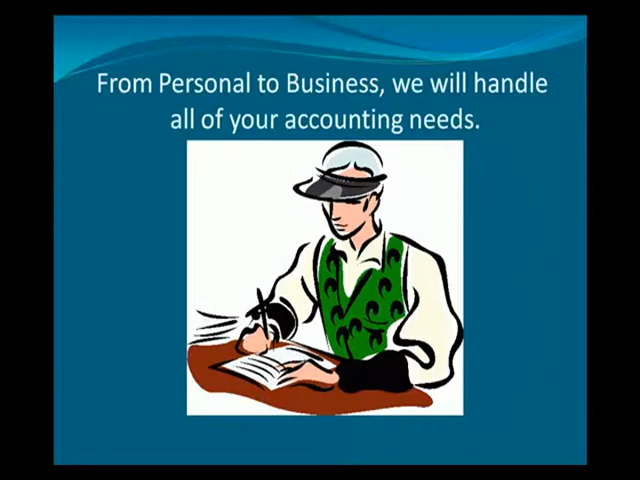 From Personal to Business, we will handle
all of your accounting needs.